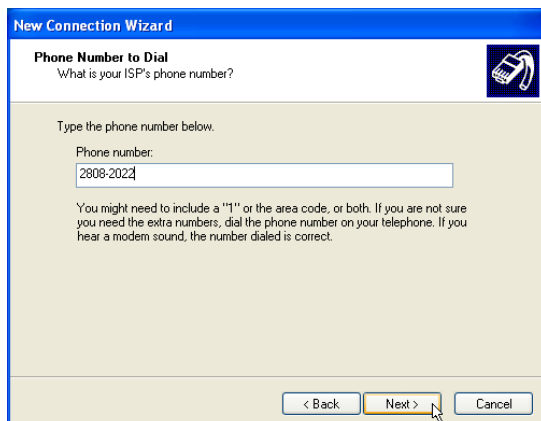 New Connection Wizard
Phone Number to Dial
What is your ISP's phone number?
Type the phone number below.
Phone number:
2808-2022
You might need to include a "1" or the area code, or both. If you are not sure
you need the extra numbers, dial the phone number on your telephone. If you
hear a modem sound, the number dialed is correct.
< Back Next > Cancel